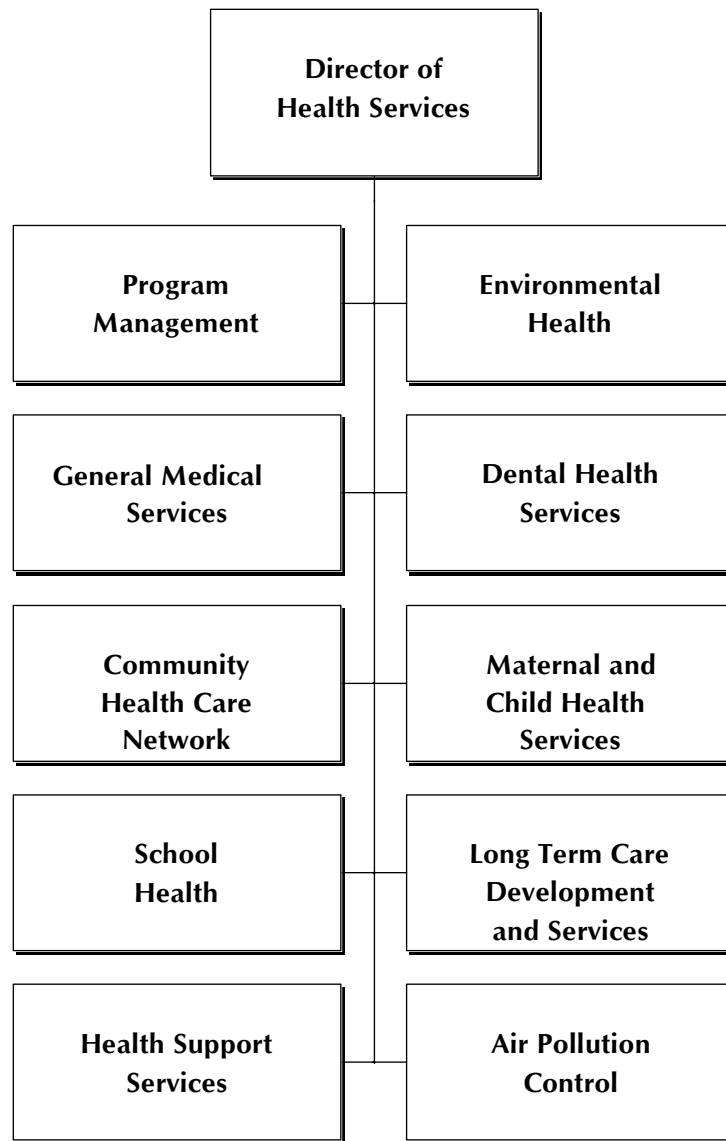 Director of
Health Services
Program
Management
Environmental
Health
General Medical
Services
Dental Health
Services
Community
Health Care
Network
Maternal and
Child Health
Services
School
Health
Long Term Care
Development
and Services
Health Support
Services
Air Pollution
Control